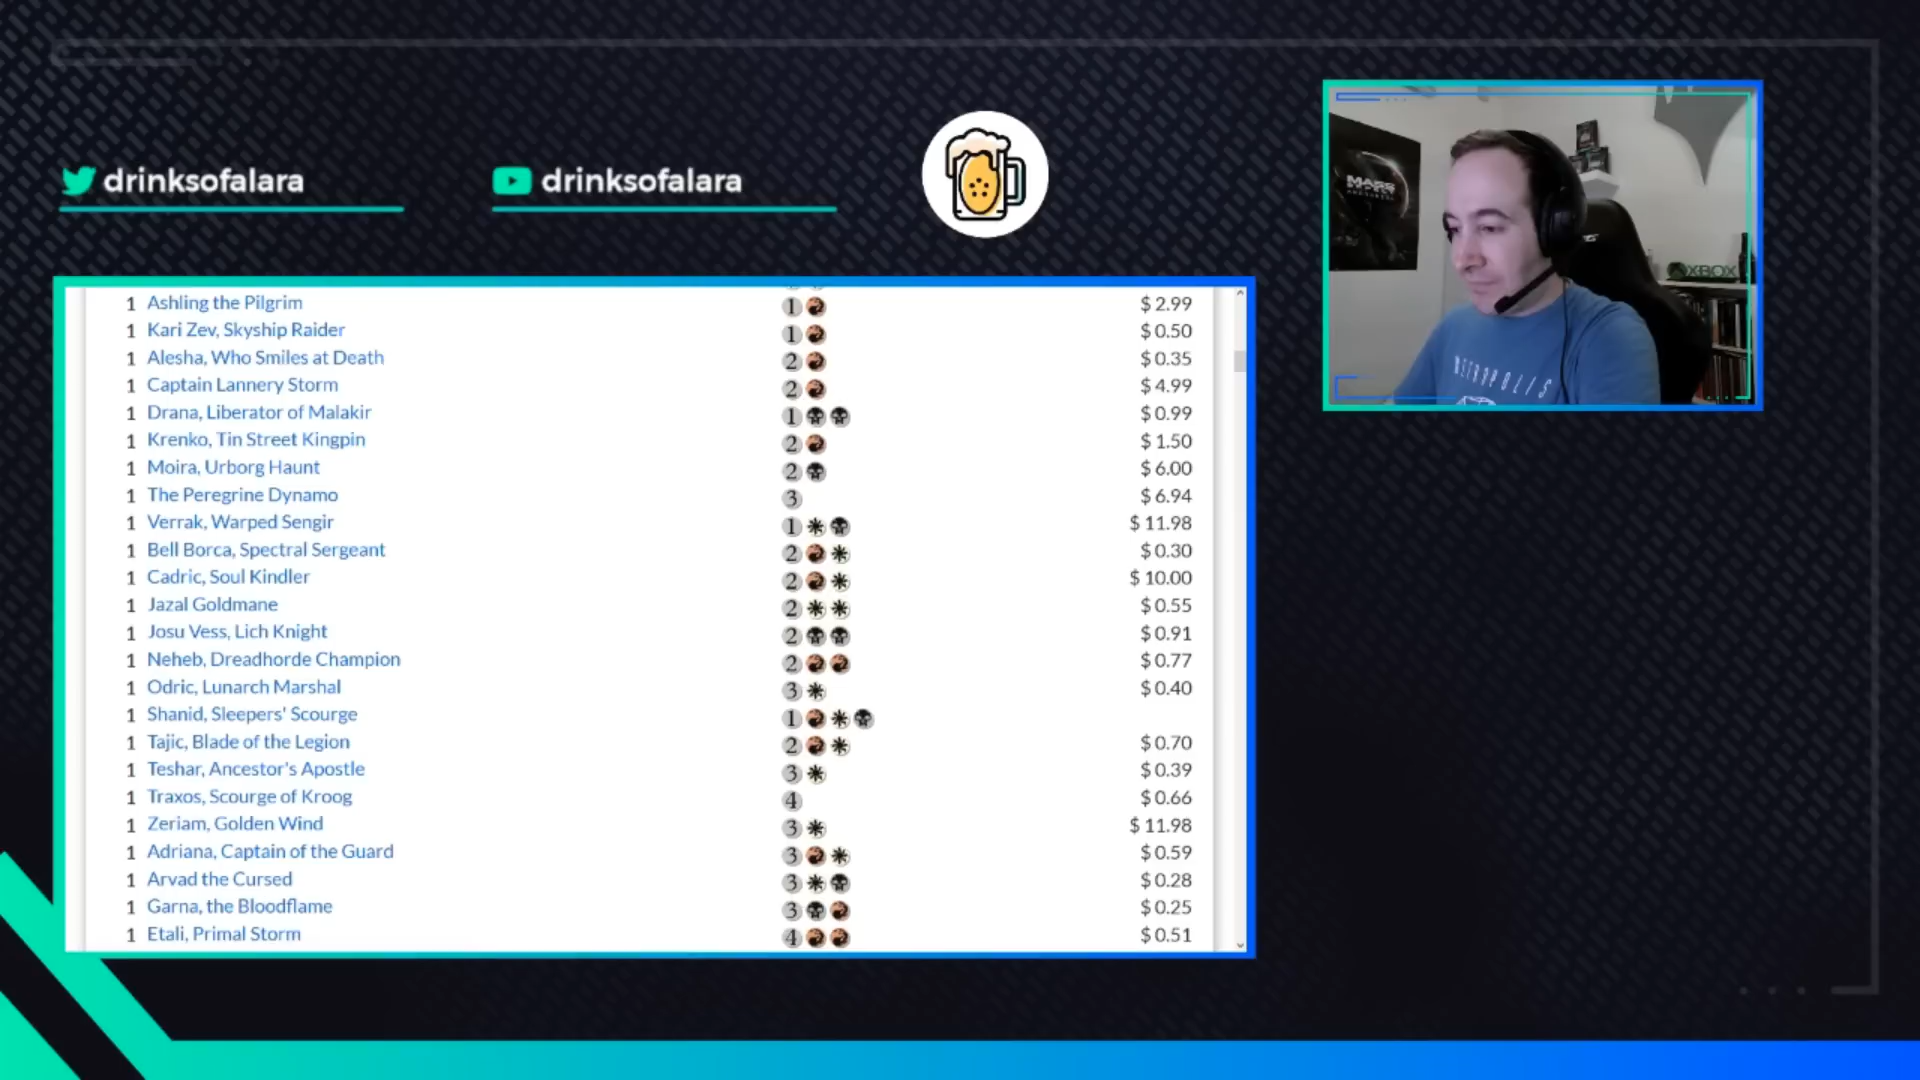 drinksofalara
drinksofalara
MASS EFFECT
XBOX
METROPOLIS
1 Ashling the Pilgrim 1 $ 2.99
1 Kari Zev, Skyship Raider 1 $ 0.50
1 Alesha, Who Smiles at Death 2 $ 0.35
1 Captain Lannery Storm 2 $ 4.99
1 Drana, Liberator of Malakir 1 $ 0.99
1 Krenko, Tin Street Kingpin 2 $ 1.50
1 Moira, Urborg Haunt 2 $ 6.00
1 The Peregrine Dynamo 3 $ 6.94
1 Verrak, Warped Sengir 1 $ 11.98
1 Bell Borca, Spectral Sergeant 2 $ 0.30
1 Cadric, Soul Kindler 2 $ 10.00
1 Jazal Goldmane 2 $ 0.55
1 Josu Vess, Lich Knight 2 $ 0.91
1 Neheb, Dreadhorde Champion 2 $ 0.77
1 Odric, Lunarch Marshal 3 $ 0.40
1 Shanid, Sleepers' Scourge 1
1 Tajic, Blade of the Legion 2 $ 0.70
1 Teshar, Ancestor's Apostle 3 $ 0.39
1 Traxos, Scourge of Kroog 4 $ 0.66
1 Zeriam, Golden Wind 3 $ 11.98
1 Adriana, Captain of the Guard 3 $ 0.59
1 Arvad the Cursed 3 $ 0.28
1 Garna, the Bloodflame 3 $ 0.25
1 Etali, Primal Storm 4 $ 0.51